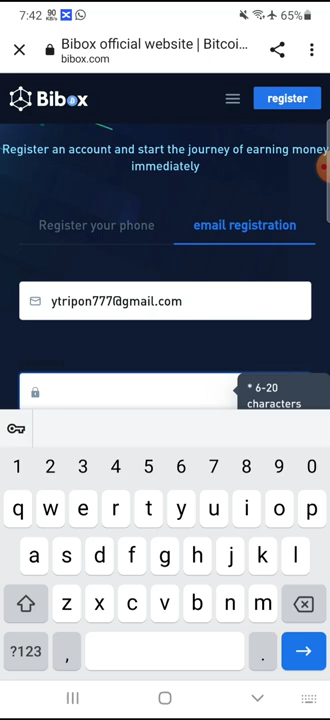 7:42 90 KB/s 65%
Bibox official website | Bitcoi...
bibox.com
Bibox register
Register an account and start the journey of earning money
immediately
Register your phone email registration
ytripon777@gmail.com
* 6-20
characters
1 2 3 4 5 6 7 8 9 0
q w e r t y u i o p
a s d f g h j k l
z x c v b n m
?123 , .